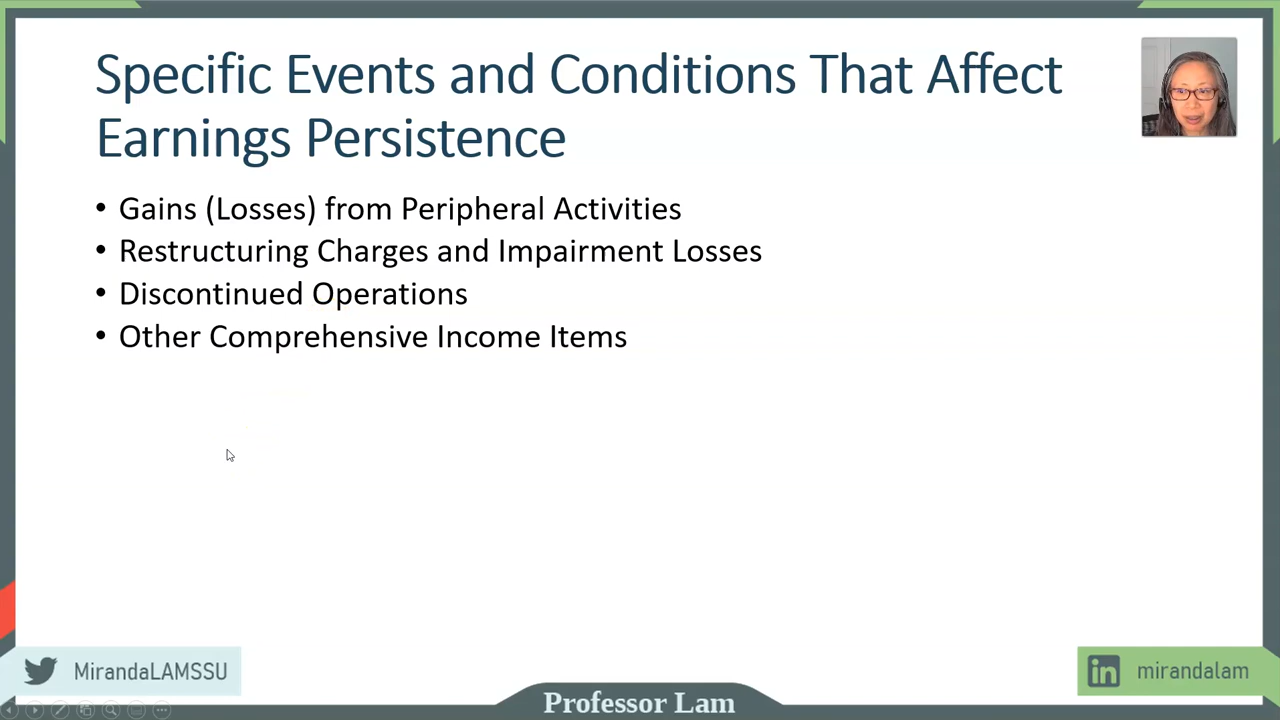 Specific Events and Conditions That Affect
Earnings Persistence
• Gains (Losses) from Peripheral Activities
• Restructuring Charges and Impairment Losses
• Discontinued Operations
• Other Comprehensive Income Items
MirandaLAMSSU
in mirandalam
Professor Lam